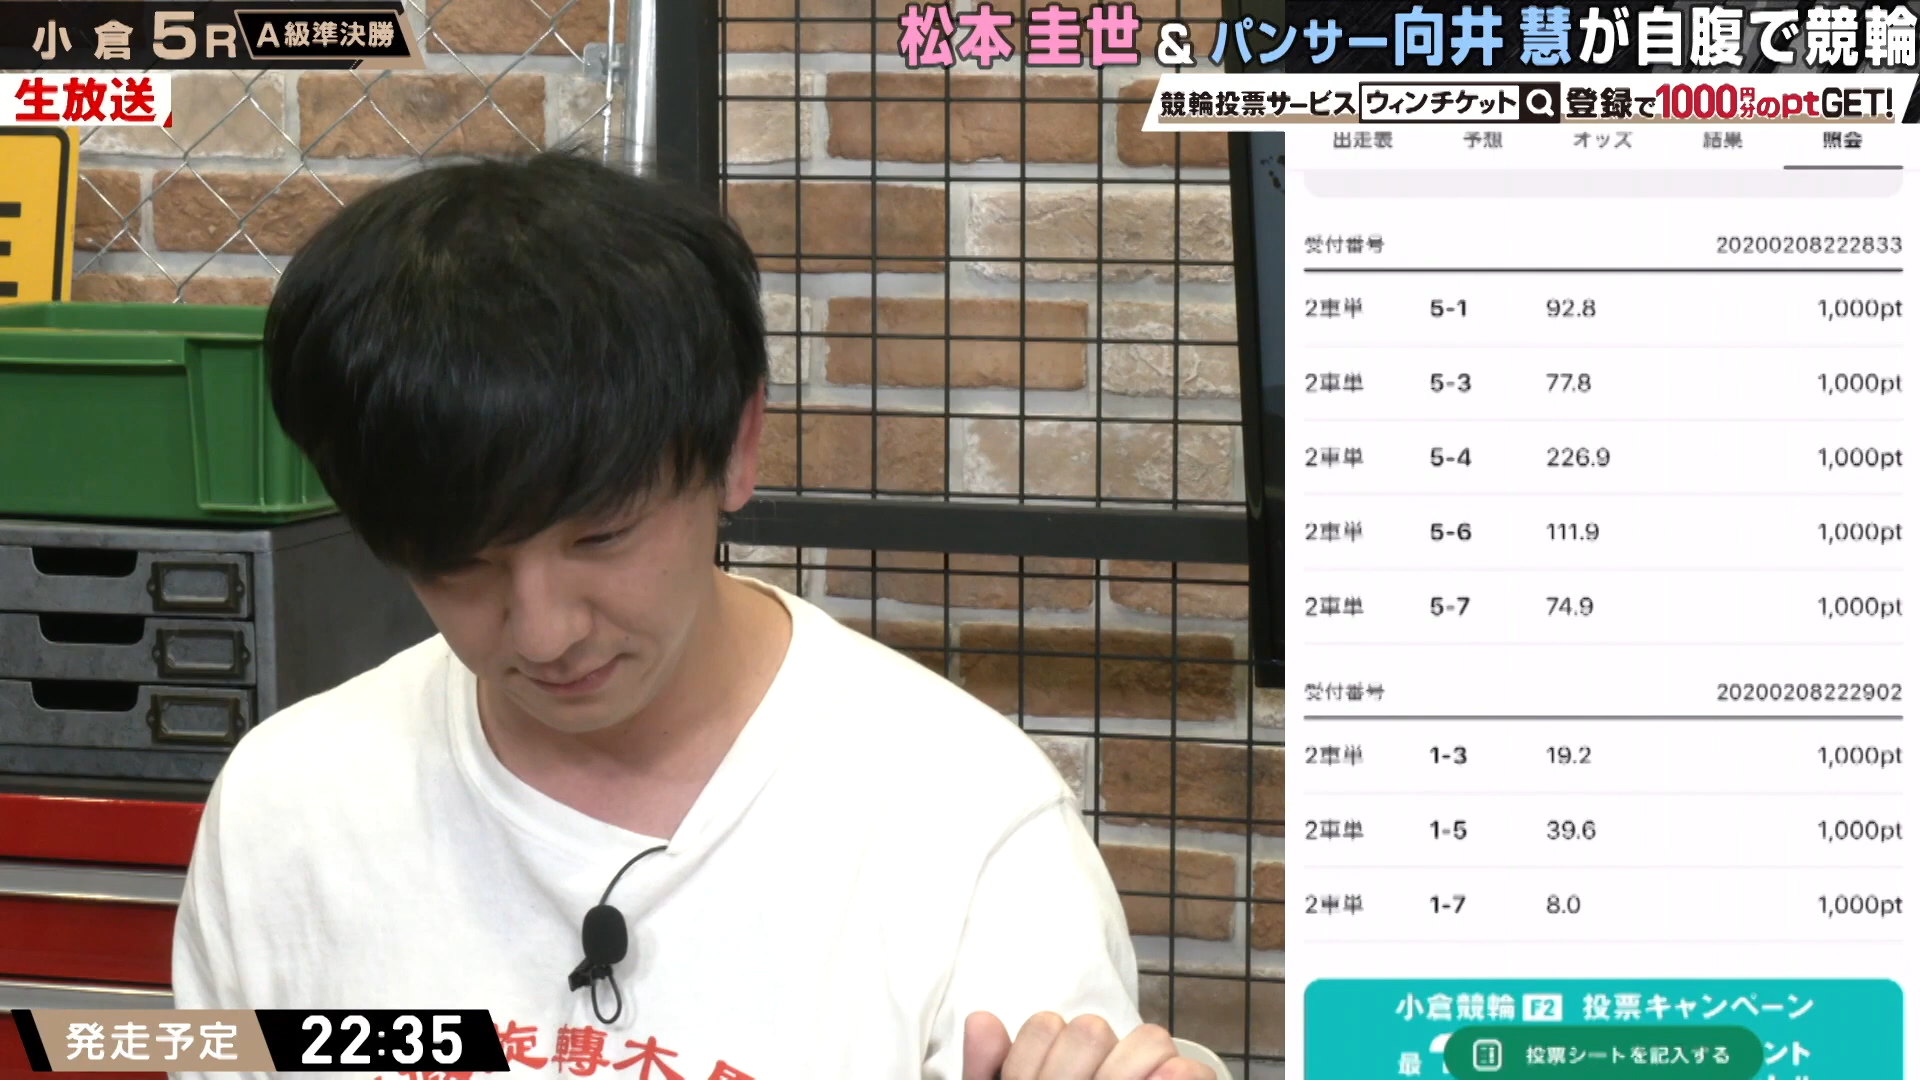 小倉5R A級準決勝
生放送
松本圭世&パンサー向井慧が自腹で競輪
競輪投票サービス ウィンチケット 登録で1000円分のptGET!
出走表 予想 オッズ 結果 照会
受付番号 20200208222833
2車単 5-1 92.8 1,000pt
2車単 5-3 77.8 1,000pt
2車単 5-4 226.9 1,000pt
2車単 5-6 111.9 1,000pt
2車単 5-7 74.9 1,000pt
受付番号 20200208222902
2車単 1-3 19.2 1,000pt
2車単 1-5 39.6 1,000pt
2車単 1-7 8.0 1,000pt
小倉競輪F2 投票キャンペーン
最
ント
投票シートを記入する
発走予定 22:35
旋轉木